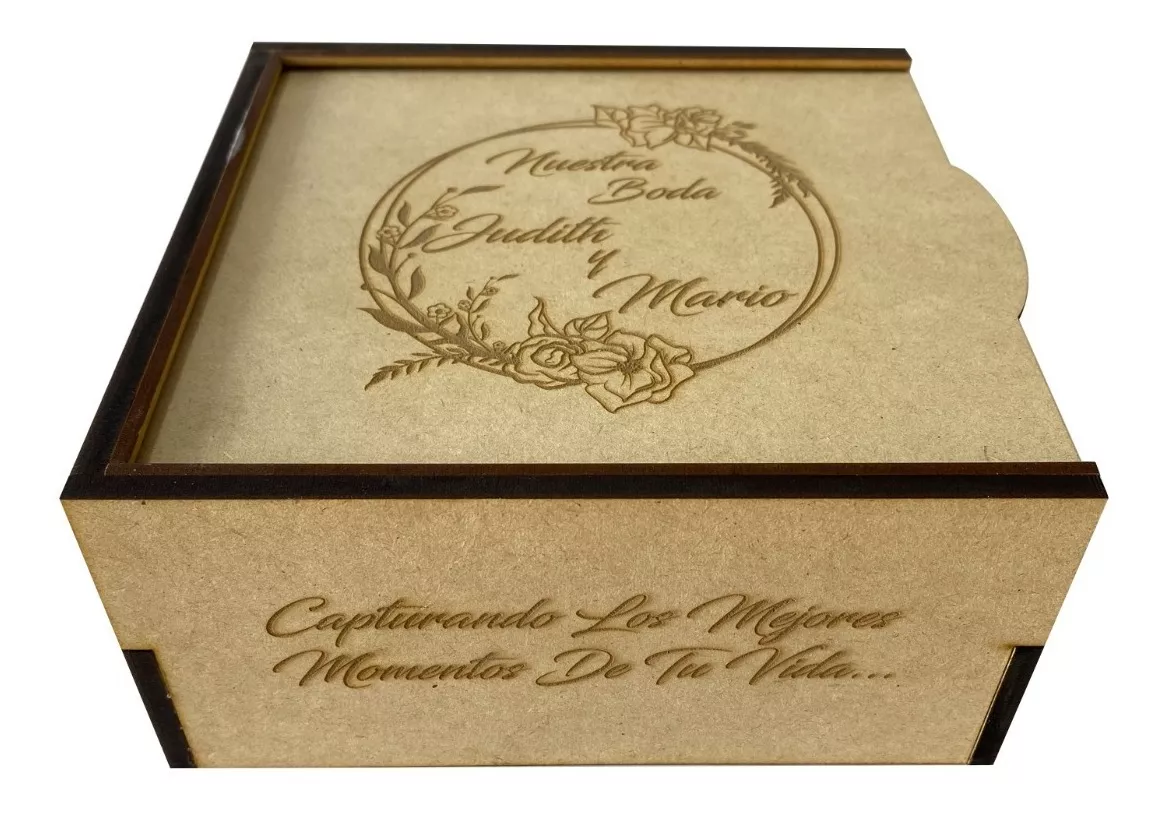 Nuestra
Boda
Judith
y
Mario
Capturando Los Mejores
Momentos De Tu Vida...